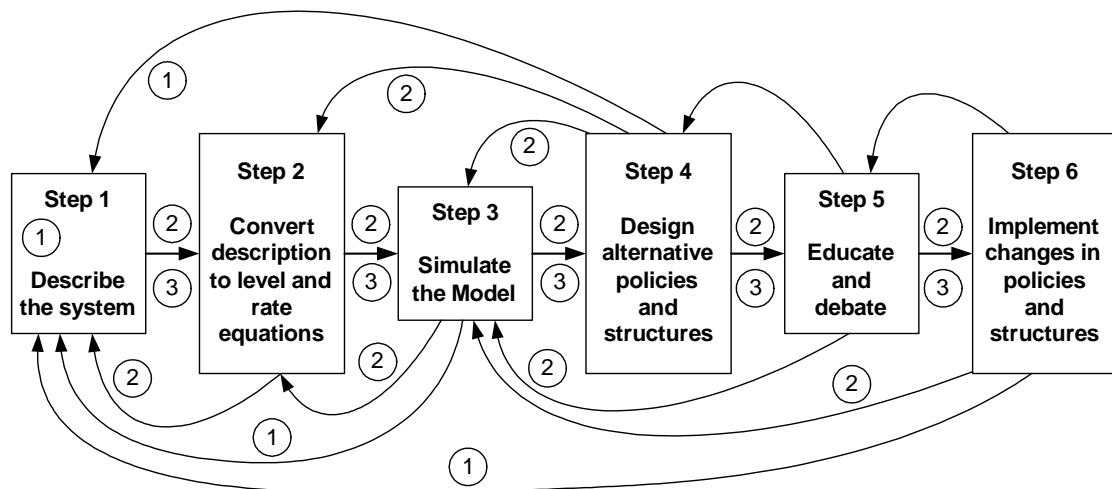 1
2
2
Step 1
1
Describe
the system
2
3
Step 2
Convert
description
to level and
rate
equations
2
3
Step 3
Simulate
the Model
2
2
3
Step 4
Design
alternative
policies
and
structures
2
3
Step 5
Educate
and
debate
2
3
Step 6
Implement
changes in
policies
and
structures
2
2
2
2
1
1